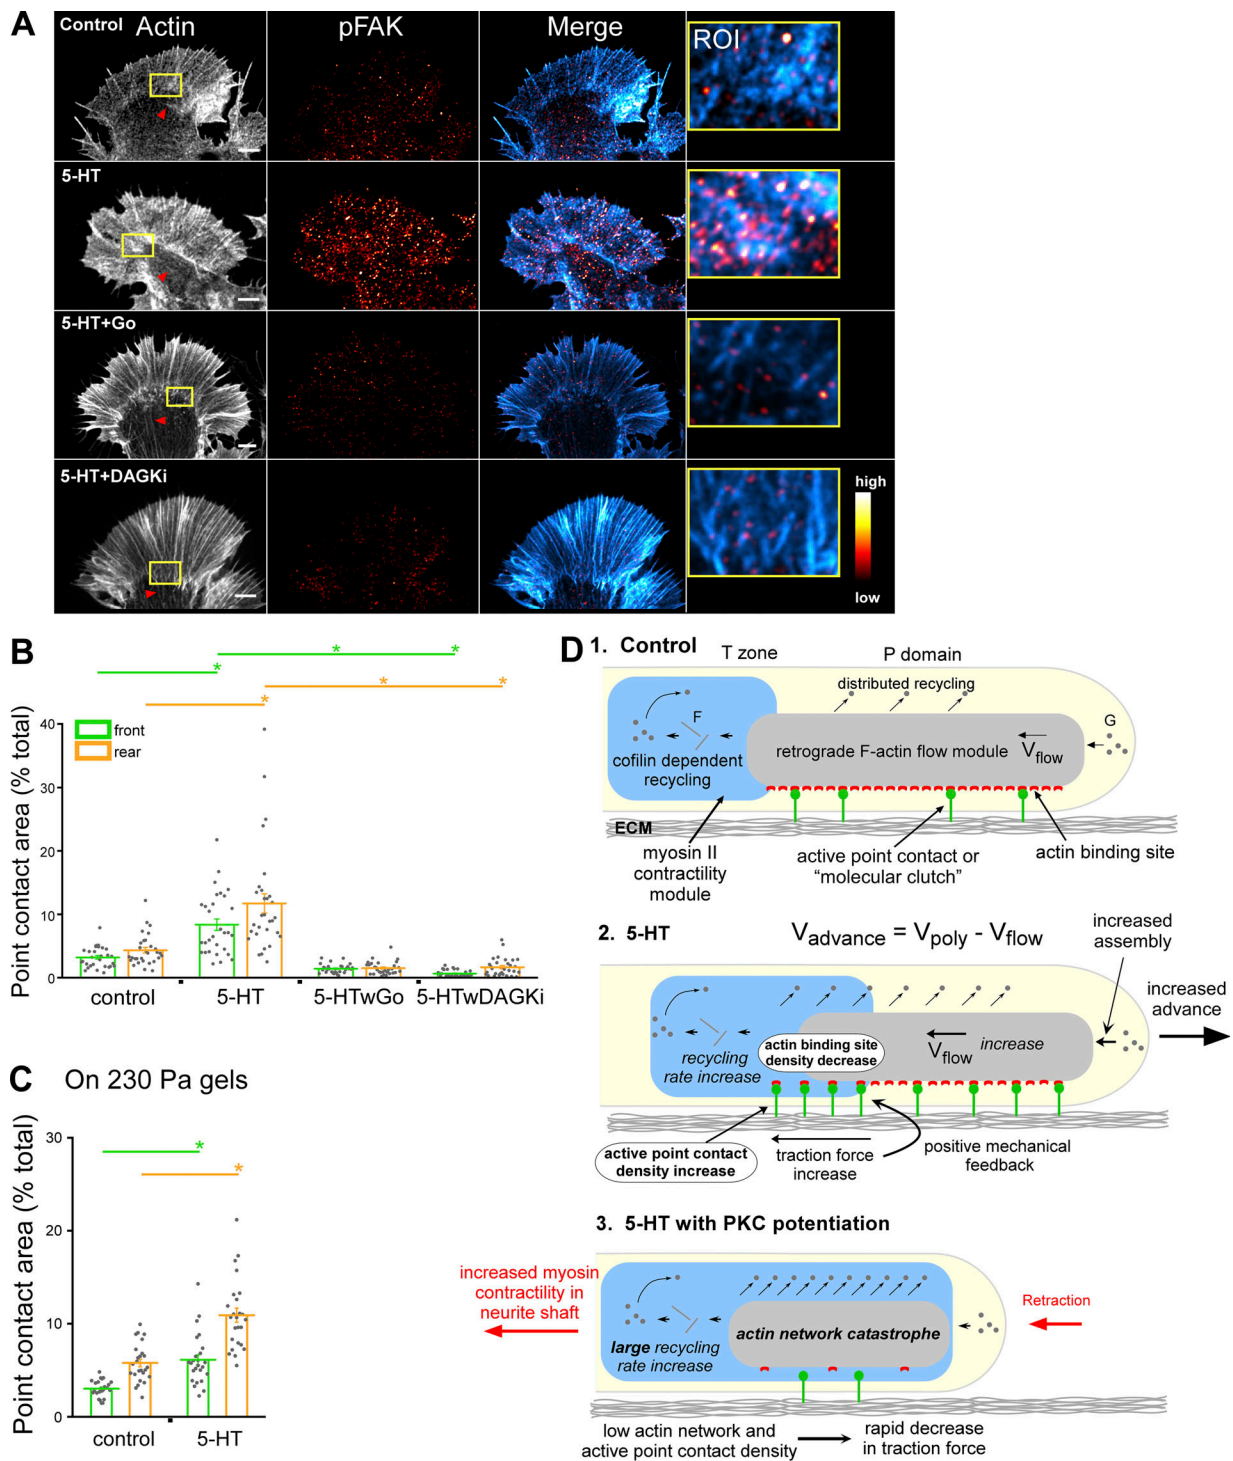 A
Control
Actin
pFAK
Merge
ROI
5-HT
5-HT+Go
5-HT+DAGKi
high
low
B
front
rear
Point contact area (% total)
40
30
20
10
0
control
5-HT
5-HTwGo
5-HTwDAGKi
* * *
* * *
C
On 230 Pa gels
Point contact area (% total)
30
20
10
0
control
5-HT
*
*
D
1. Control
T zone
P domain
distributed recycling
F
G
cofilin dependent
recycling
retrograde F-actin flow module
Vflow
ECM
myosin II
contractility
module
active point contact or
“molecular clutch”
actin binding site
2. 5-HT
Vadvance = Vpoly - Vflow
increased
assembly
increased
advance
actin binding site
density decrease
recycling
rate increase
Vflow
increase
active point contact
density increase
traction force
increase
positive mechanical
feedback
3. 5-HT with PKC potentiation
increased myosin
contractility in
neurite shaft
Retraction
actin network catastrophe
large recycling
rate increase
low actin network and
active point contact density
rapid decrease
in traction force